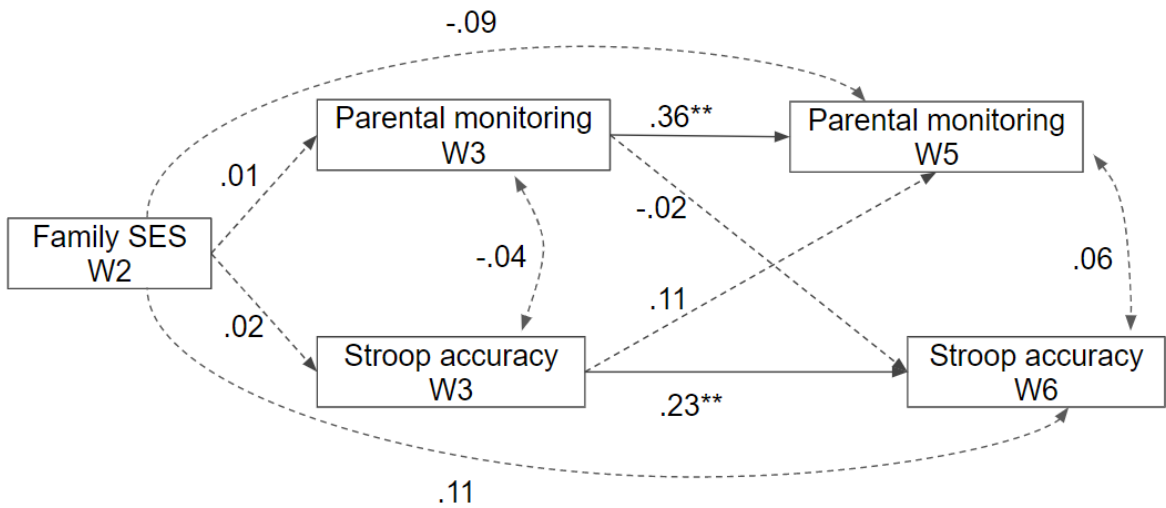 -.09
Parental monitoring
W3
.36**
Parental monitoring
W5
.01
-.02
Family SES
W2
-.04
.06
.11
.02
Stroop accuracy
W3
Stroop accuracy
W6
.23**
.11